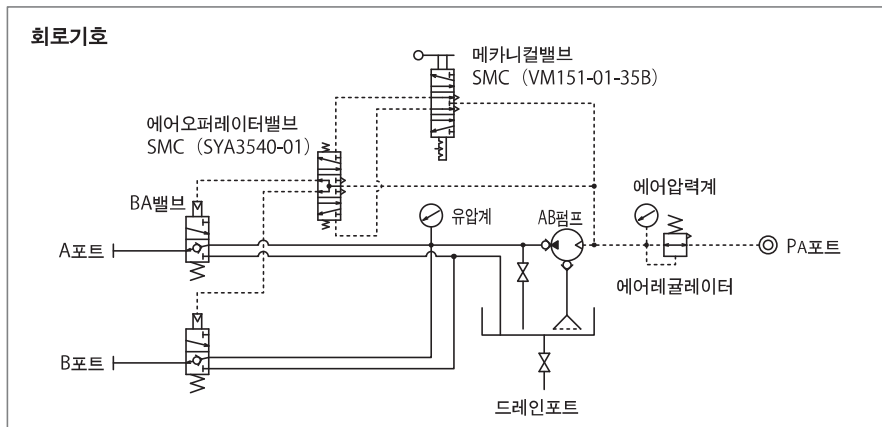 회로기호
메카니컬밸브
SMC (VM151-01-35B)
에어오퍼레이터밸브
SMC (SYA3540-01)
BA밸브
유압계
AB펌프
에어압력계
A포트
PA포트
에어레귤레이터
B포트
드레인포트